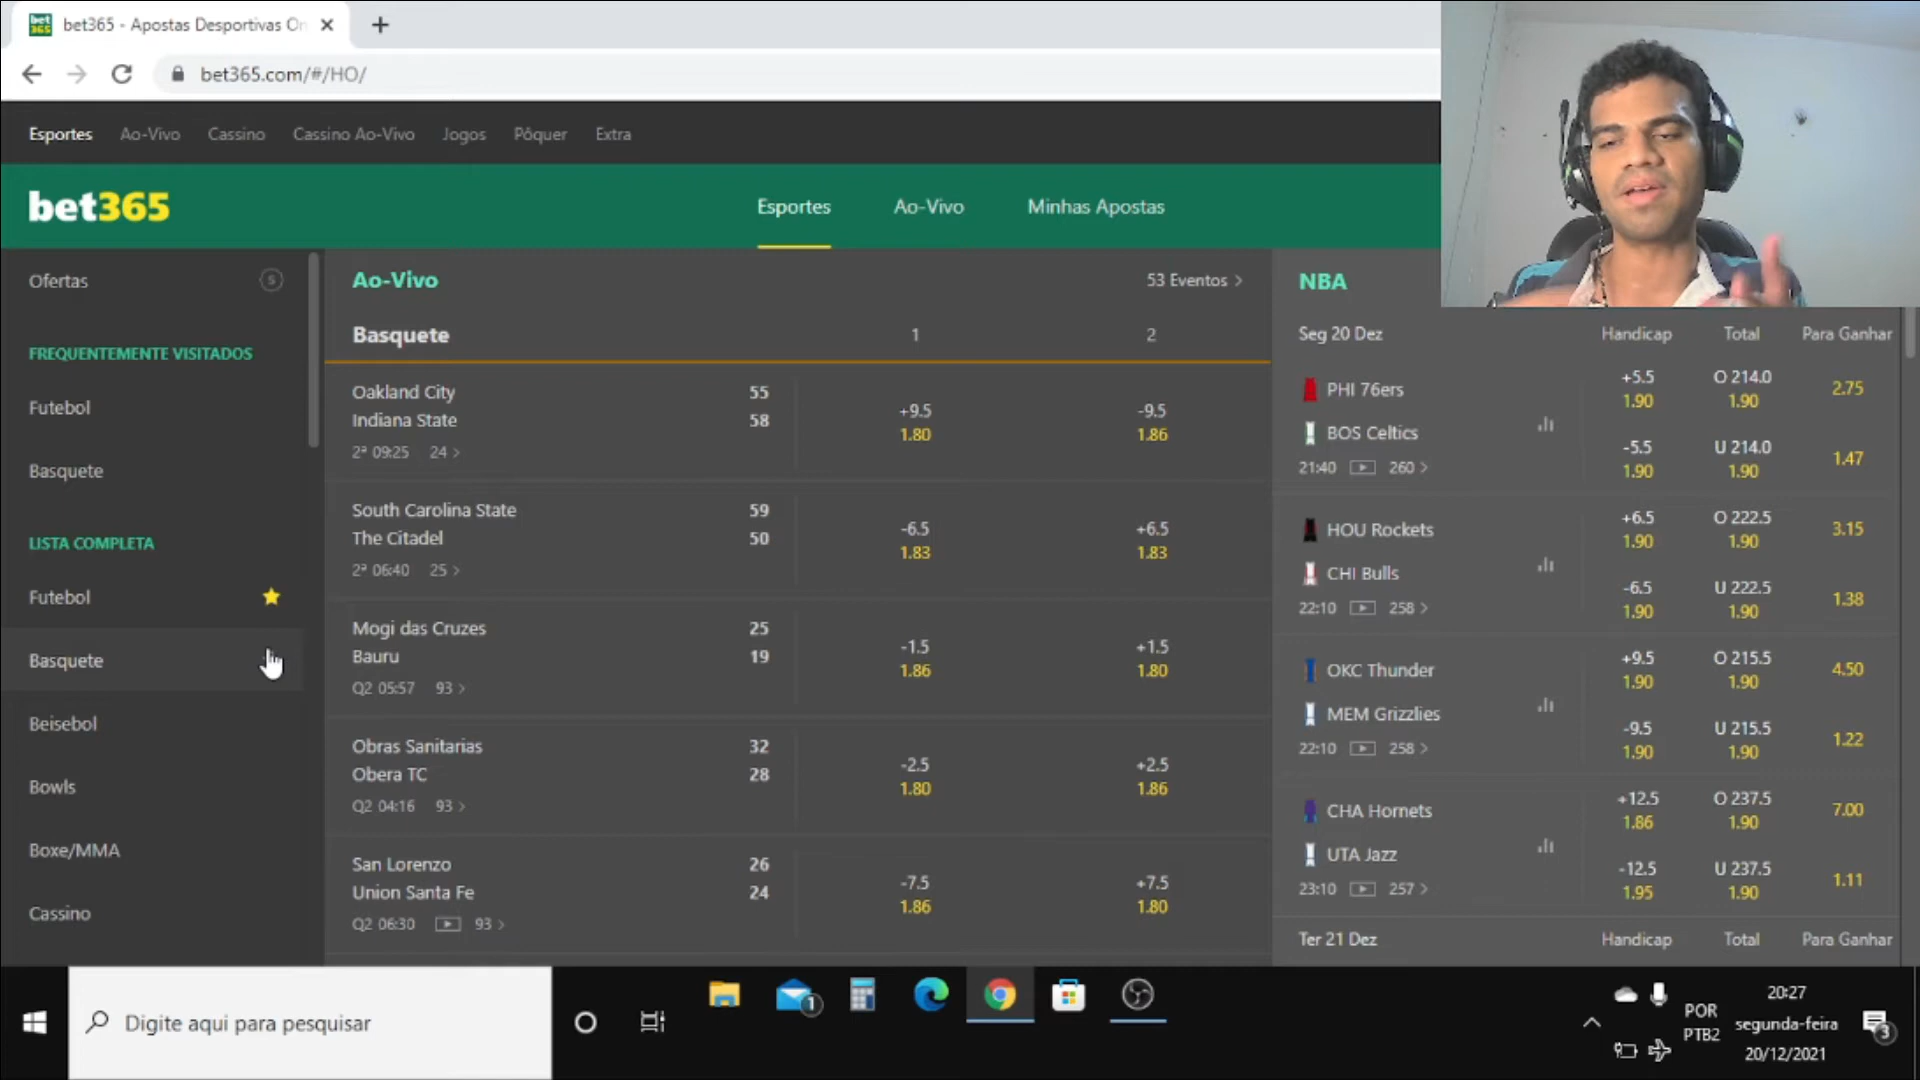 bet365 - Apostas Desportivas On
bet365.com/#/HO/
Esportes Ao-Vivo Cassino Cassino Ao-Vivo Jogos Pôquer Extra
bet365
Esportes Ao-Vivo Minhas Apostas
Ofertas
FREQUENTEMENTE VISITADOS
Futebol
Basquete
LISTA COMPLETA
Futebol
Basquete
Beisebol
Bowls
Boxe/MMA
Cassino
Ao-Vivo 53 Eventos >
Basquete 1 2
Oakland City 55
Indiana State 58
+9.5 -9.5
1.80 1.86
2ª 09:25 24 >
South Carolina State 59
The Citadel 50
-6.5 +6.5
1.83 1.83
2ª 06:40 25 >
Mogi das Cruzes 25
Bauru 19
-1.5 +1.5
1.86 1.80
Q2 05:57 93 >
Obras Sanitarias 32
Obera TC 28
-2.5 +2.5
1.80 1.86
Q2 04:16 93 >
San Lorenzo 26
Union Santa Fe 24
-7.5 +7.5
1.86 1.80
Q2 06:30 93 >
NBA
Seg 20 Dez Handicap Total Para Ganhar
PHI 76ers +5.5 O 214.0 2.75
1.90 1.90
BOS Celtics -5.5 U 214.0 1.47
1.90 1.90
21:40 260 >
HOU Rockets +6.5 O 222.5 3.15
1.90 1.90
CHI Bulls -6.5 U 222.5 1.38
1.90 1.90
22:10 258 >
OKC Thunder +9.5 O 215.5 4.50
1.90 1.90
MEM Grizzlies -9.5 U 215.5 1.22
1.90 1.90
22:10 258 >
CHA Hornets +12.5 O 237.5 7.00
1.86 1.90
UTA Jazz -12.5 U 237.5 1.11
1.95 1.90
23:10 257 >
Ter 21 Dez Handicap Total Para Ganhar
Digite aqui para pesquisar
1
POR
PTB2
20:27
segunda-feira
20/12/2021
3